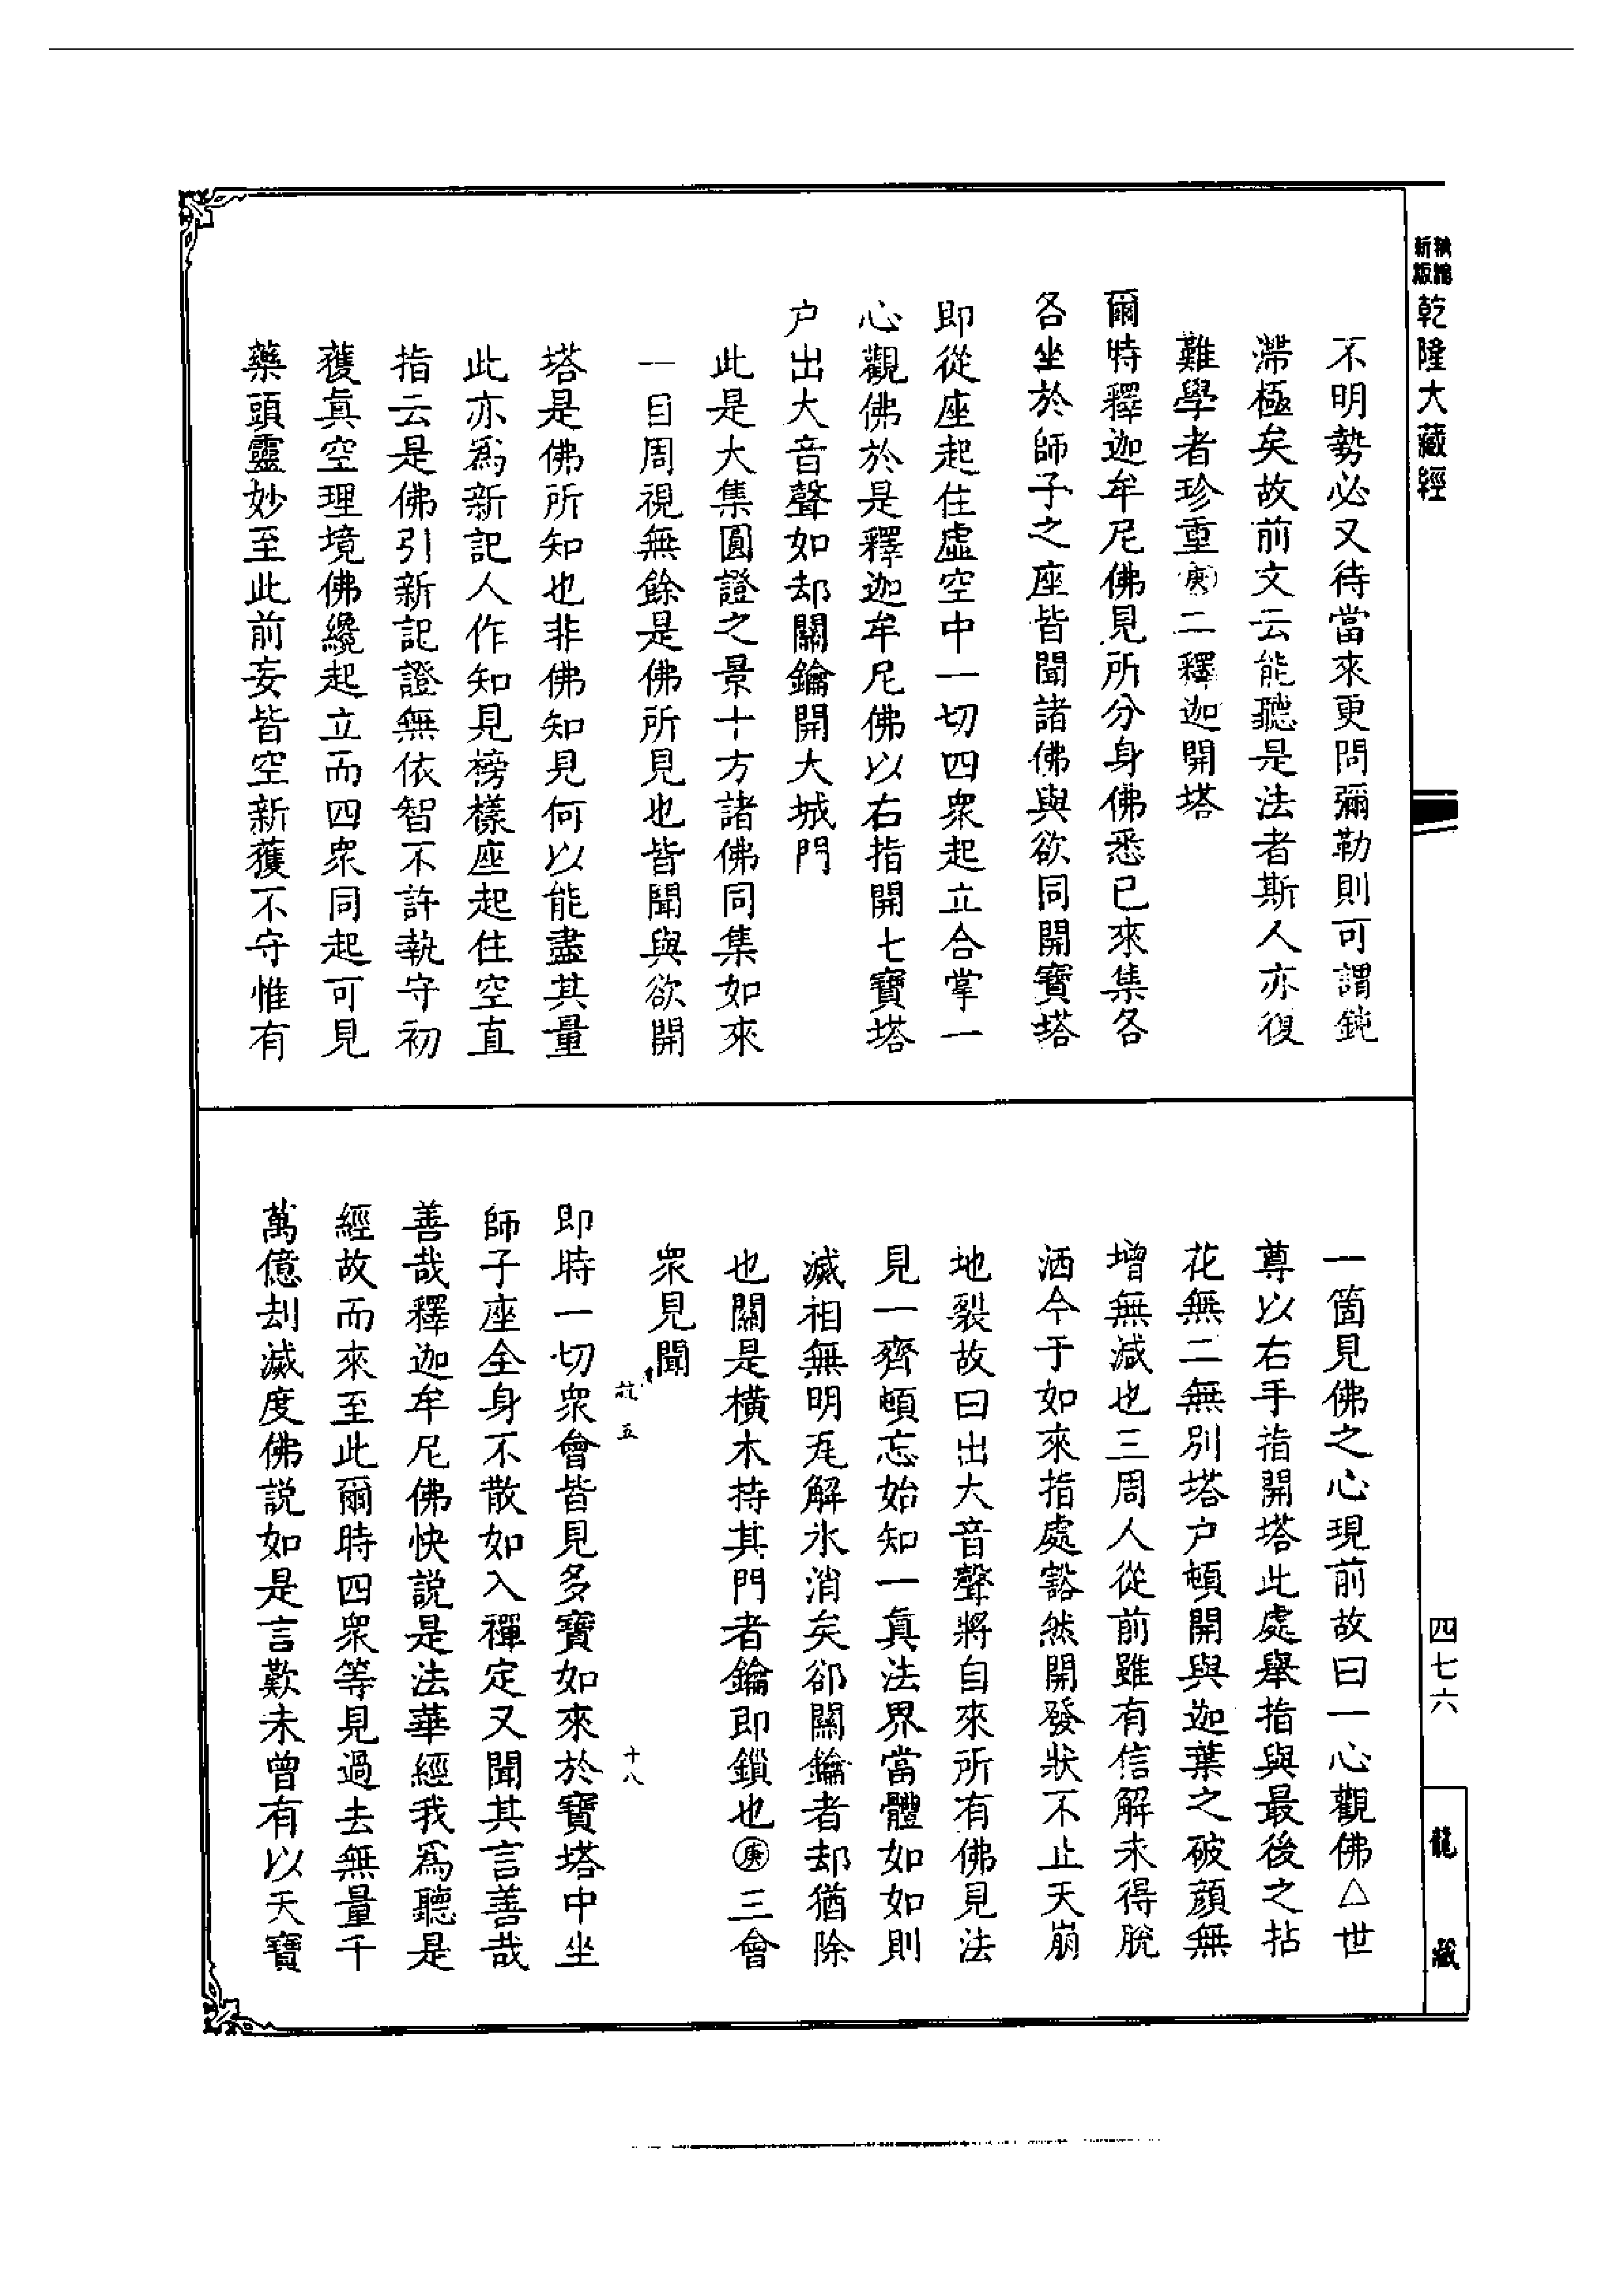 新編
新版
乾隆大藏經
不明勢必又待當來更問彌勒則可謂鈍
滯極矣故前文云能聽是法者斯人亦復
難學者珍重庚二釋迦開塔
爾時釋迦牟尼佛見所分身佛悉已來集各
各坐於師子之座皆聞諸佛與欲同開寶塔
即從座起住虛空中一切四衆起立合掌一
心觀佛於是釋迦牟尼佛以右指開七寶塔
户出大音聲如却關鑰開大城門
此是大集圓證之景十方諸佛同集如來
一目周視無餘是佛所見也皆聞與欲開
塔是佛所知也非佛知見何以能盡其量
此亦爲新記人作知見榜樣座起住空直
指云是佛引新記證無依智不許執守初
獲真空理境佛纔起立而四衆同起可見
藥頭靈妙至此前妄皆空新獲不守惟有
一箇見佛之心現前故曰一心觀佛△世
尊以右手指開塔此處舉指與最後之拈
花無二無別塔户頓開與迦葉之破顔無
增無減也三周人從前雖有信解未得脫
洒今于如來指處豁然開發狀不止天崩
地裂故曰出大音聲將自來所有佛見法
見一齊頓忘始知一真法界當體如如則
滅相無明瓦解氷消矣卻關鑰者却猶除
也關是橫木持其門者鑰即鎖也庚三會
衆見聞
即時一切衆會皆見多寶如來於寶塔中坐
師子座全身不散如入禪定又聞其言善哉
善哉釋迦牟尼佛快説是法華經我爲聽是
經故而來至此爾時四衆等見過去無量千
萬億刦滅度佛説如是言歎未曾有以天寶
五
十八
四七六
龍藏